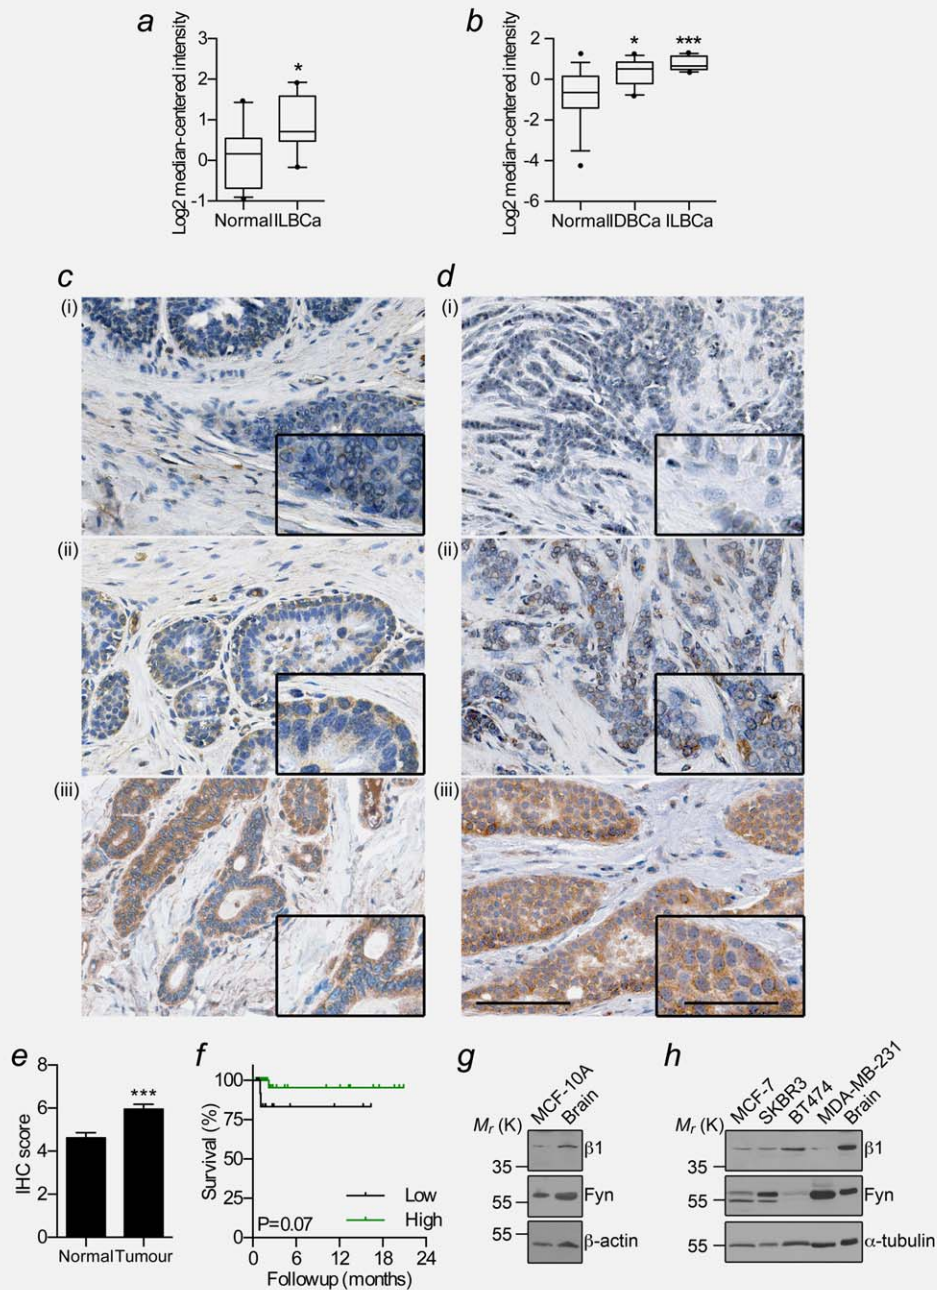 a
Log2 median-centered intensity
3
2
1
0
-1
*
Normal ILBCa
b
Log2 median-centered intensity
2
0
-2
-4
-6
* ***
Normal IDBCa ILBCa
c
(i)
(ii)
(iii)
d
(i)
(ii)
(iii)
e
IHC score
8
6
4
2
0
***
Normal Tumour
f
Survival (%)
100
75
50
25
0
Low
High
P=0.07
0 6 12 18 24
Followup (months)
g
MCF-10A Brain
Mr (K)
β1
35
Fyn
55
55
β-actin
h
MCF-7 SKBR3 BT474 MDA-MB-231 Brain
Mr (K)
β1
35
Fyn
55
55
α-tubulin